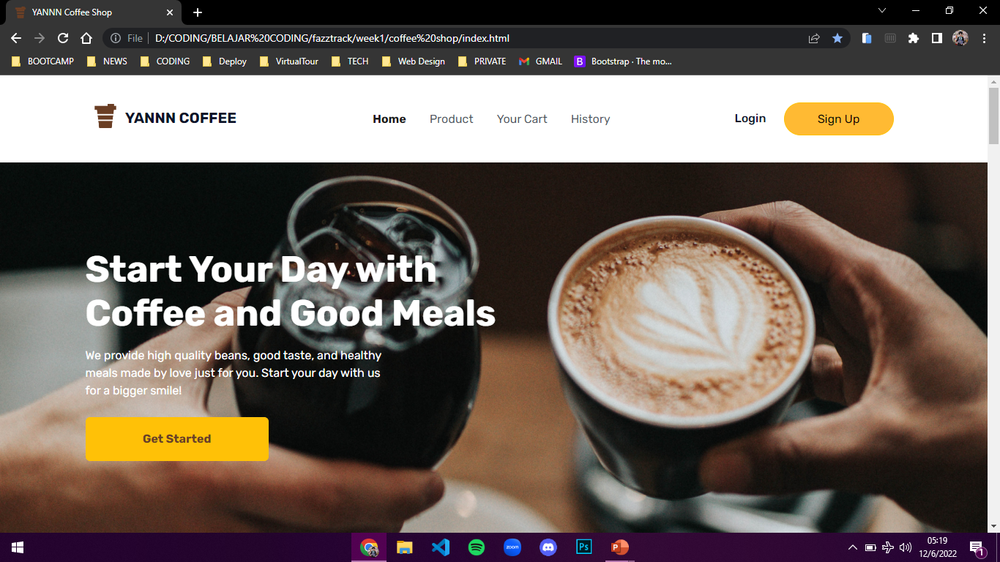 YANNN Coffee Shop
File
D:/CODING/BELAJAR%20CODING/fazztrack/week1/coffee%20shop/index.html
BOOTCAMP
NEWS
CODING
Deploy
VirtualTour
TECH
Web Design
PRIVATE
GMAIL
B
Bootstrap · The mo...
YANNN COFFEE
Home
Product
Your Cart
History
Login
Sign Up
Start Your Day with
Coffee and Good Meals
We provide high quality beans, good taste, and healthy
meals made by love just for you. Start your day with us
for a bigger smile!
Get Started
zoom
Ps
P
05:19
12/6/2022
1